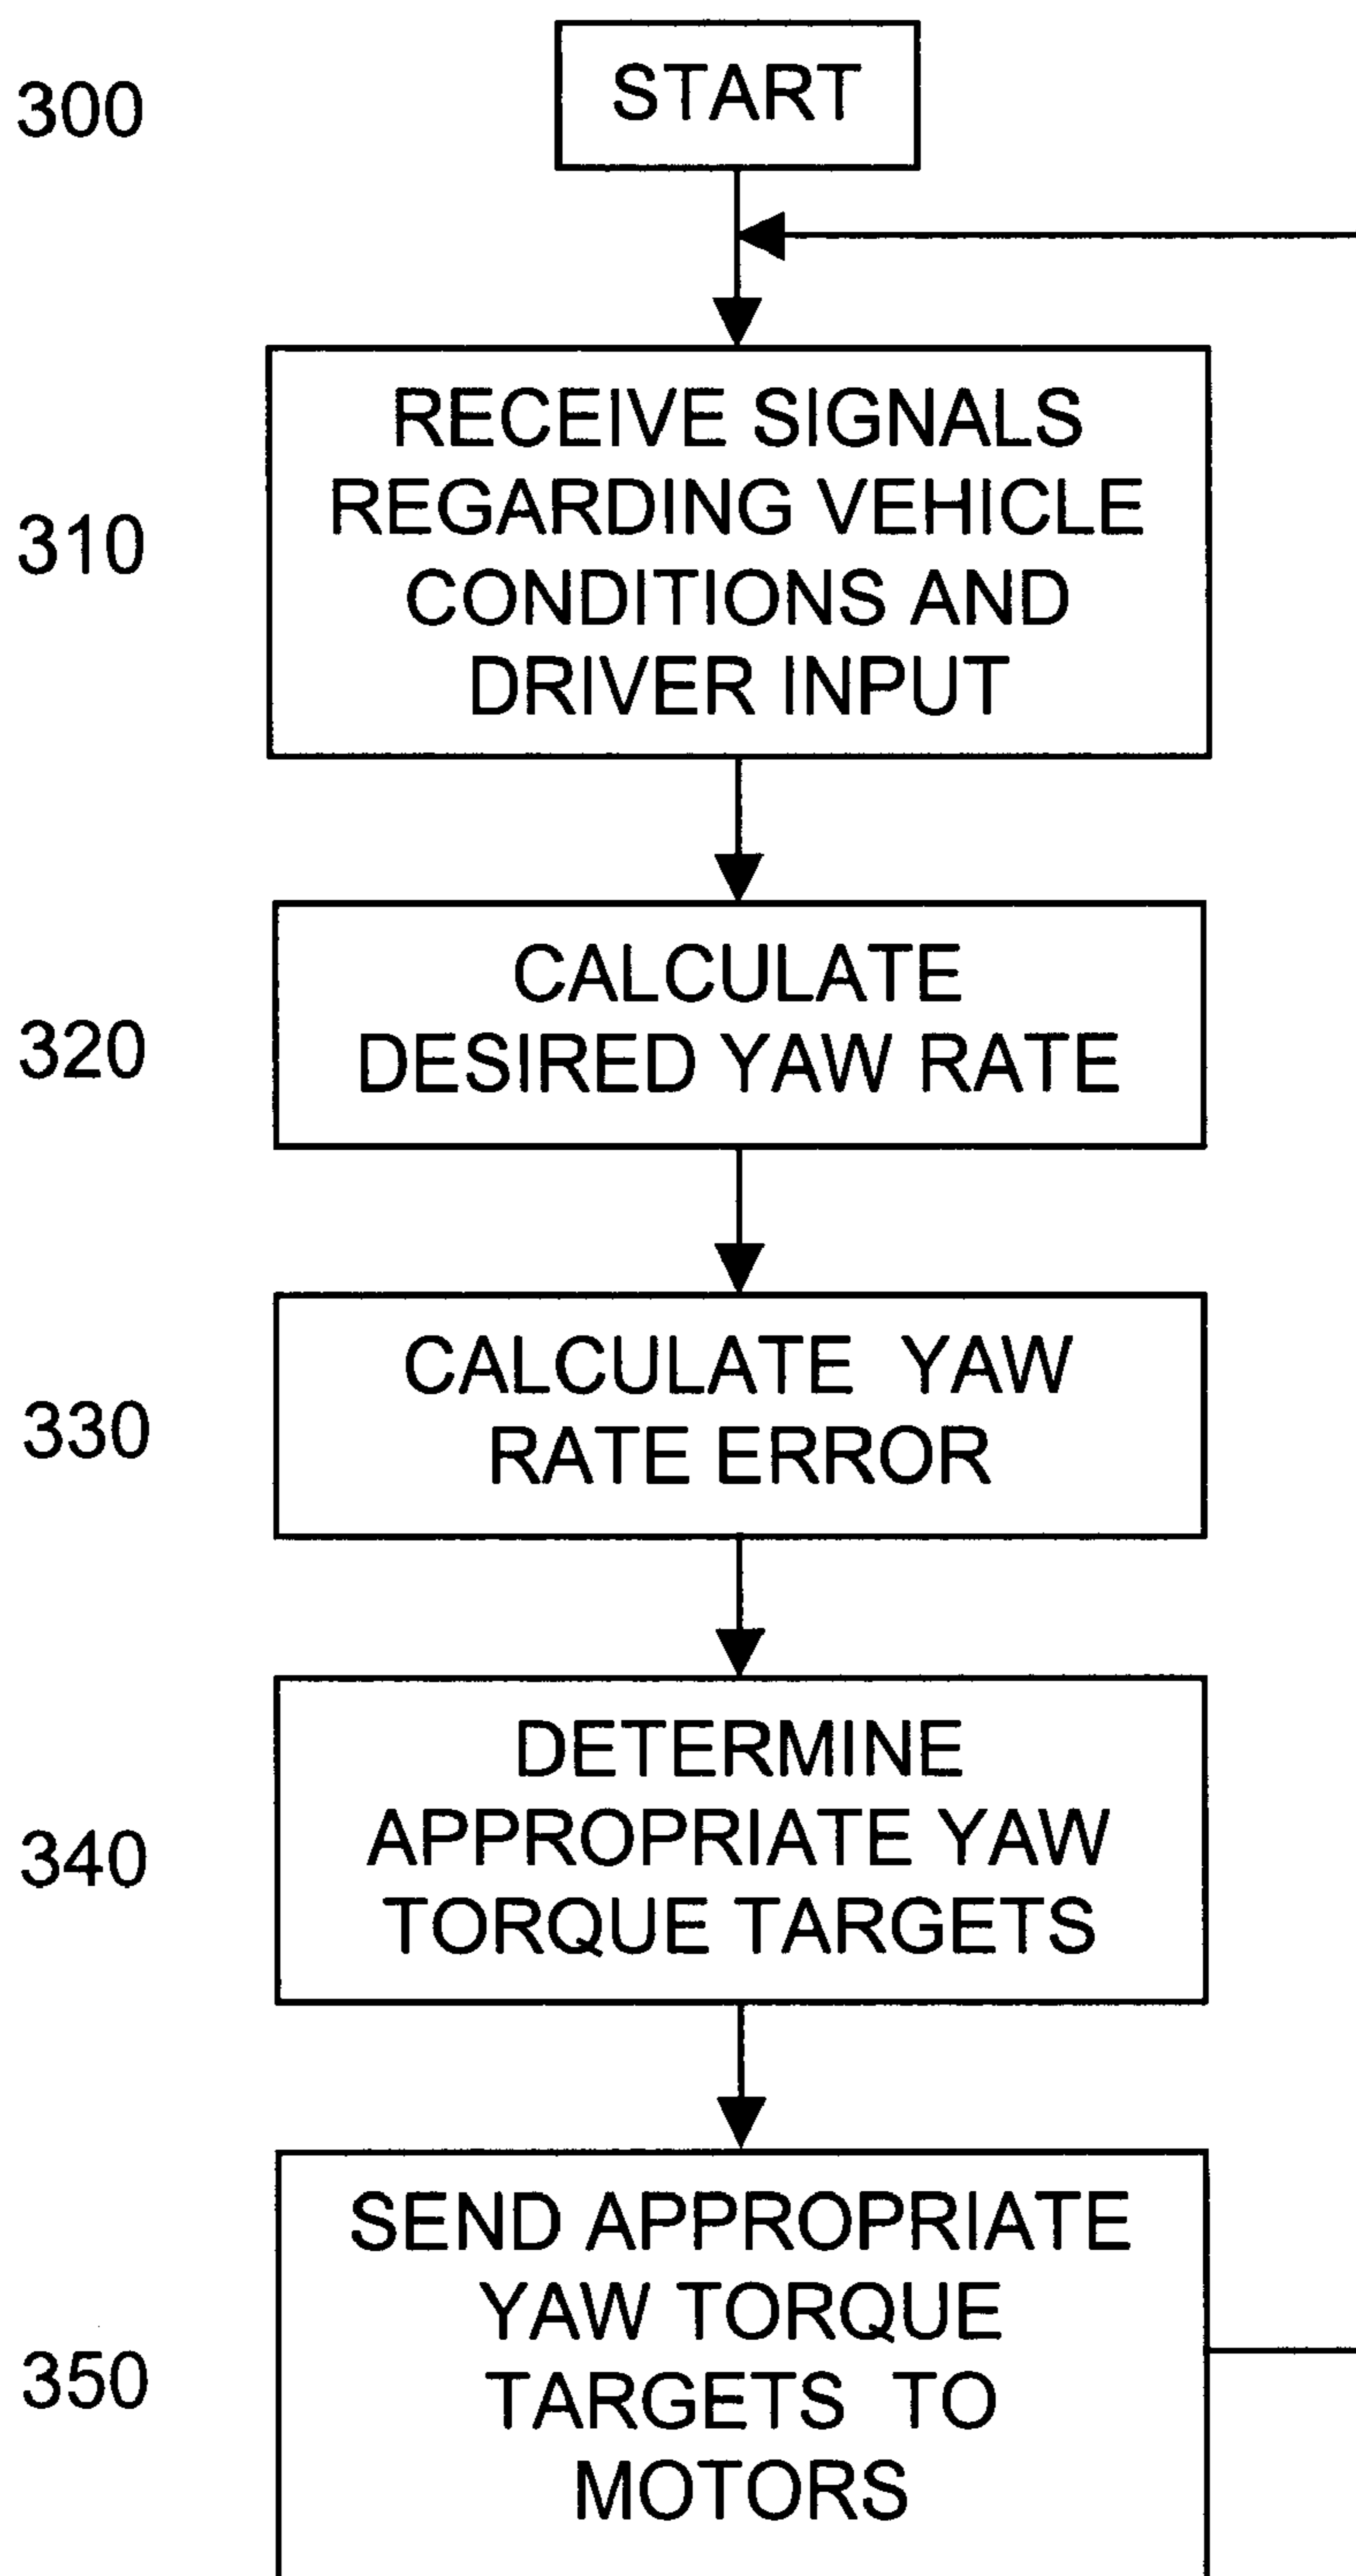 300
START
310
RECEIVE SIGNALS
REGARDING VEHICLE
CONDITIONS AND
DRIVER INPUT
320
CALCULATE
DESIRED YAW RATE
330
CALCULATE YAW
RATE ERROR
340
DETERMINE
APPROPRIATE YAW
TORQUE TARGETS
350
SEND APPROPRIATE
YAW TORQUE
TARGETS TO
MOTORS